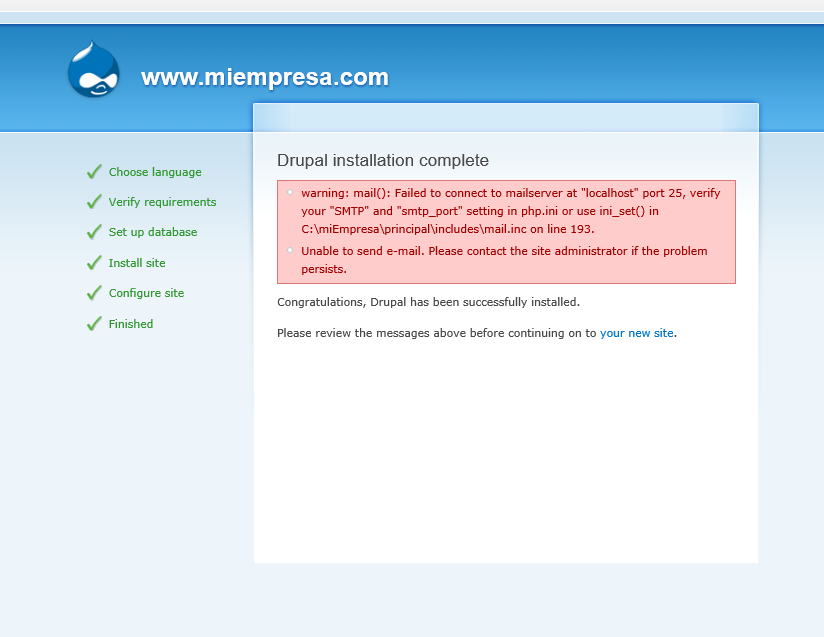 www.miempresa.com
Choose language
Verify requirements
Set up database
Install site
Configure site
Finished
Drupal installation complete
warning: mail(): Failed to connect to mailserver at "localhost" port 25, verify
your "SMTP" and "smtp_port" setting in php.ini or use ini_set() in
C:\miEmpresa\principal\includes\mail.inc on line 193.
Unable to send e-mail. Please contact the site administrator if the problem
persists.
Congratulations, Drupal has been successfully installed.
Please review the messages above before continuing on to your new site.